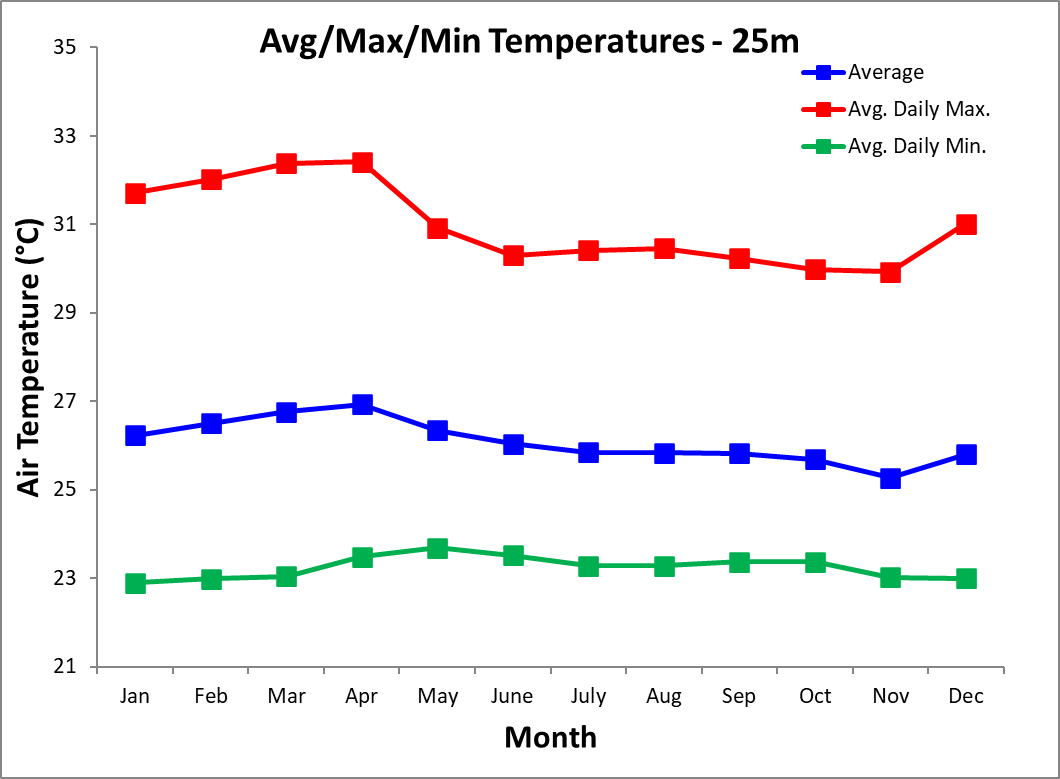 Avg/Max/Min Temperatures - 25m
Average
Avg. Daily Max.
Avg. Daily Min.
Air Temperature (°C)
35
33
31
29
27
25
23
21
Jan Feb Mar Apr May June July Aug Sep Oct Nov Dec
Month